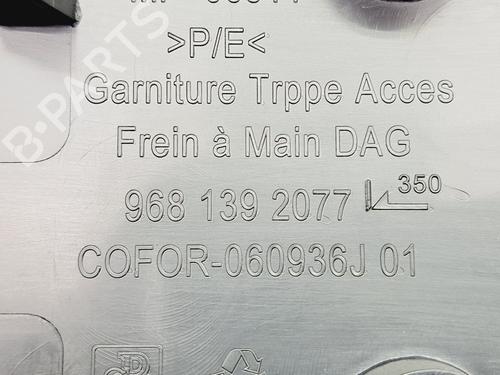 >P/E<
Garniture Trppe Acces
Frein à Main DAG
968 139 2077 350
COFOR-060936J 01
B-PARTS